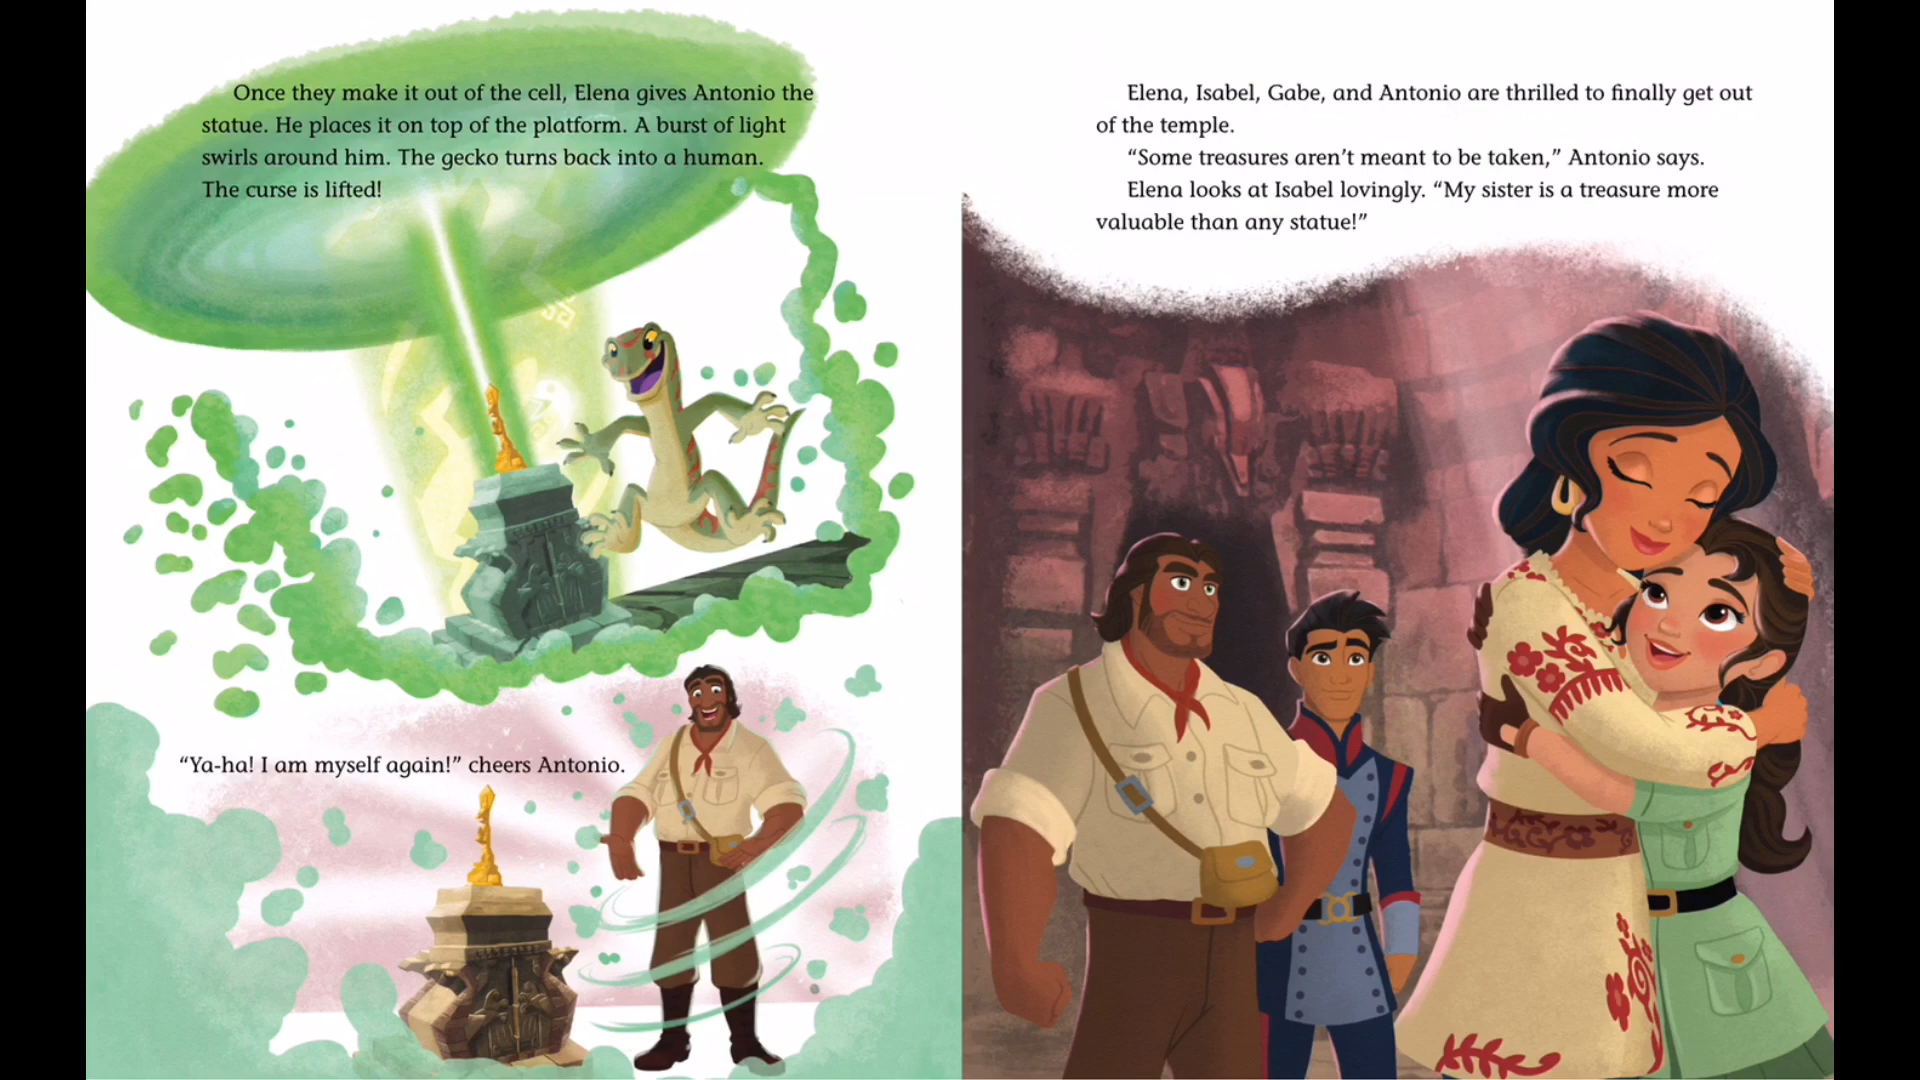 Once they make it out of the cell, Elena gives Antonio the
statue. He places it on top of the platform. A burst of light
swirls around him. The gecko turns back into a human.
The curse is lifted!
“Ya-ha! I am myself again!” cheers Antonio.
Elena, Isabel, Gabe, and Antonio are thrilled to finally get out
of the temple.
“Some treasures aren’t meant to be taken,” Antonio says.
Elena looks at Isabel lovingly. “My sister is a treasure more
valuable than any statue!”